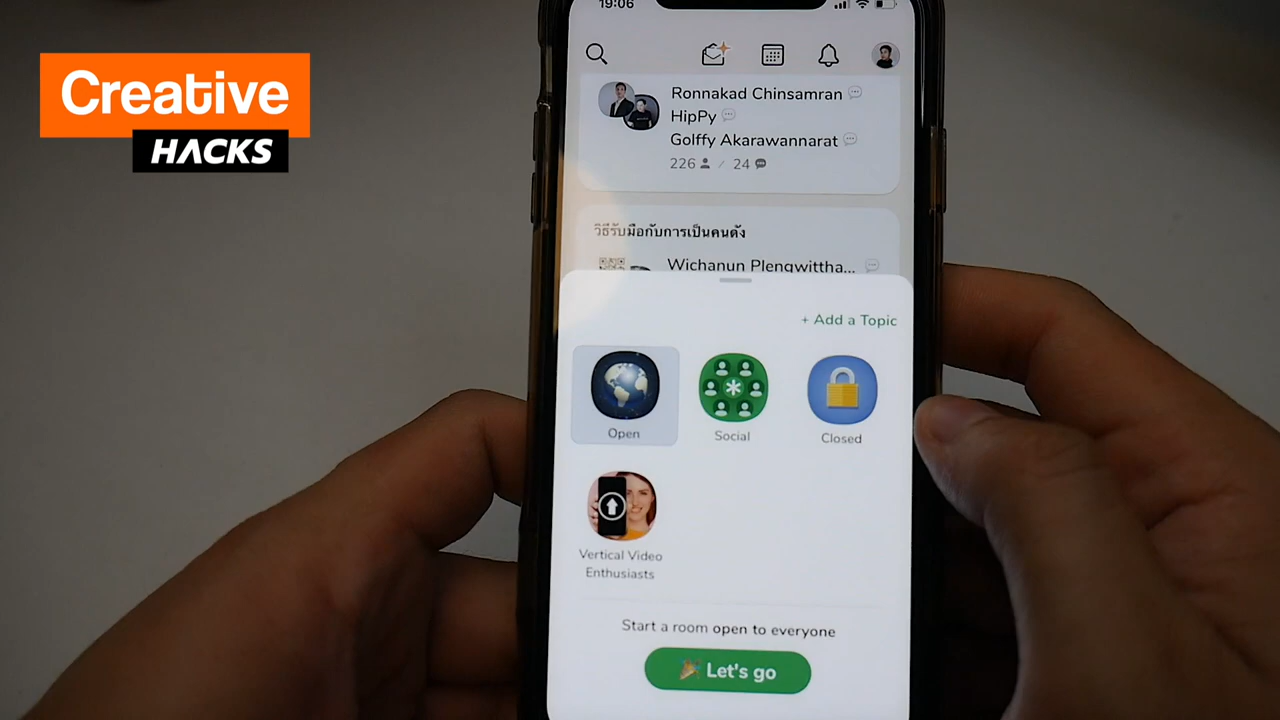 Creative
HACKS
19:06
Ronnakad Chinsamran
HipPy
Golffy Akarawannarat
226 / 24
วิธีรับมือกับการเป็นคนดัง
Wichanun Plengwittha...
+ Add a Topic
Open
Social
Closed
Vertical Video
Enthusiasts
Start a room open to everyone
Let's go